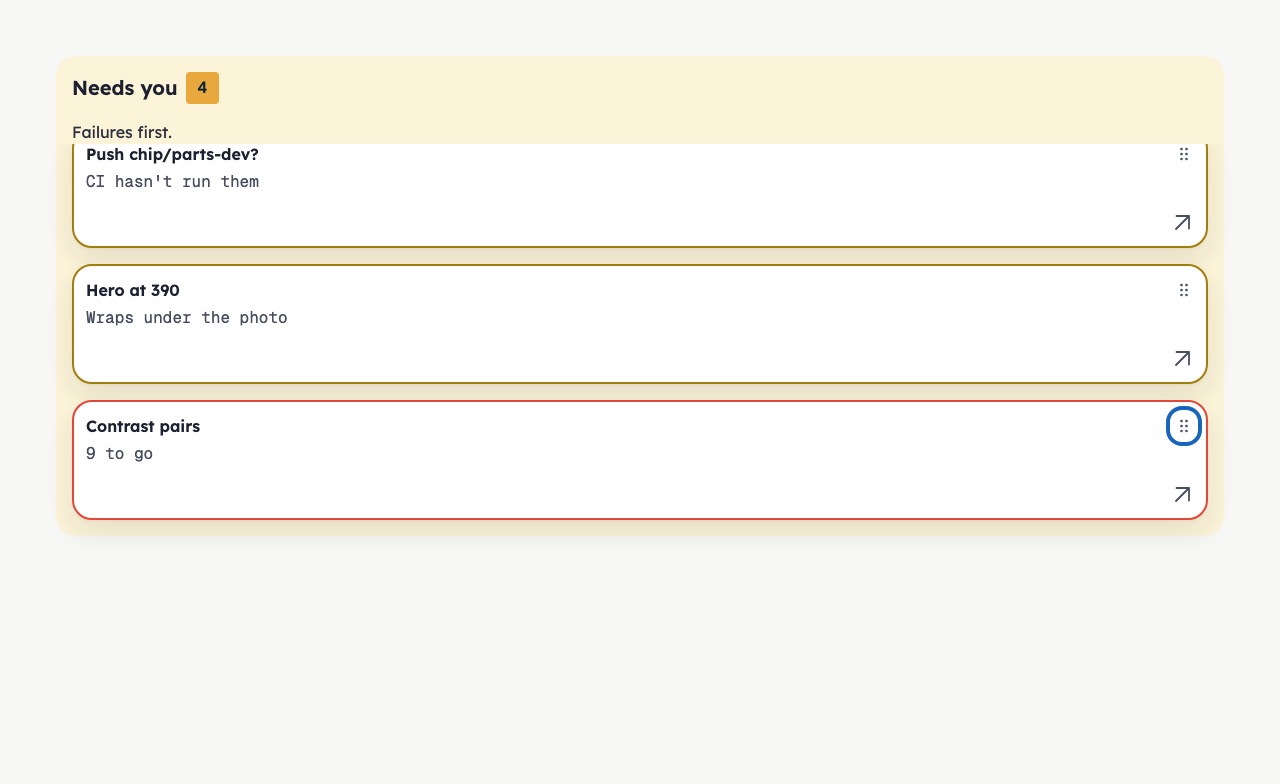 Needs you 4
Failures first.
Push chip/parts-dev?
CI hasn't run them
Hero at 390
Wraps under the photo
Contrast pairs
9 to go